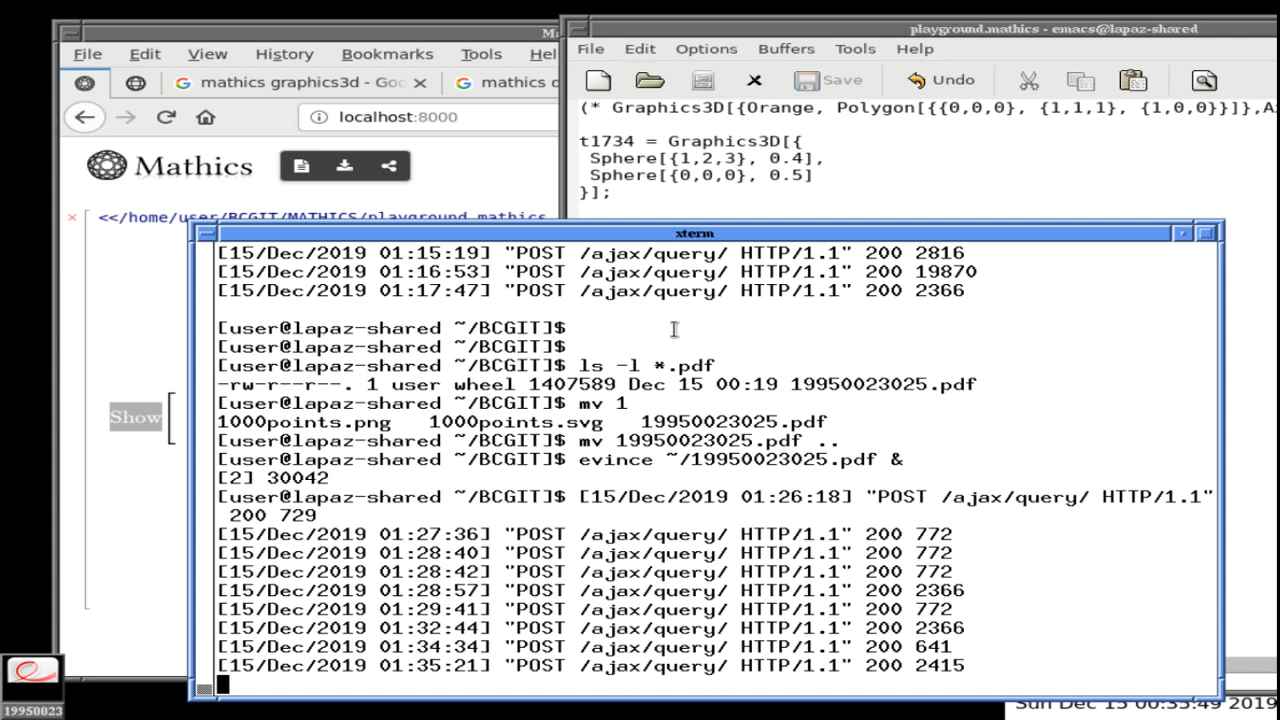 Ma
File Edit View History Bookmarks Tools Hel
mathics graphics3d - Goo
mathics o
localhost:8000
Mathics
<</home/user/BCGIT/MATHICS/playground.mathics
Show
playground.mathics - emacs@lapaz-shared
File Edit Options Buffers Tools Help
Save Undo
(* Graphics3D[{Orange, Polygon[{{0,0,0}, {1,1,1}, {1,0,0}}]},A
t1734 = Graphics3D[{
Sphere[{1,2,3}, 0.4],
Sphere[{0,0,0}, 0.5]
}];
xterm
[15/Dec/2019 01:15:19] "POST /ajax/query/ HTTP/1.1" 200 2816
[15/Dec/2019 01:16:53] "POST /ajax/query/ HTTP/1.1" 200 19870
[15/Dec/2019 01:17:47] "POST /ajax/query/ HTTP/1.1" 200 2366
[user@lapaz-shared ~/BCGIT]$
[user@lapaz-shared ~/BCGIT]$
[user@lapaz-shared ~/BCGIT]$ ls -l *.pdf
-rw-r--r--. 1 user wheel 1407589 Dec 15 00:19 19950023025.pdf
[user@lapaz-shared ~/BCGIT]$ mv 1
1000points.png 1000points.svg 19950023025.pdf
[user@lapaz-shared ~/BCGIT]$ mv 19950023025.pdf ..
[user@lapaz-shared ~/BCGIT]$ evince ~/19950023025.pdf &
[2] 30042
[user@lapaz-shared ~/BCGIT]$ [15/Dec/2019 01:26:18] "POST /ajax/query/ HTTP/1.1"
200 729
[15/Dec/2019 01:27:36] "POST /ajax/query/ HTTP/1.1" 200 772
[15/Dec/2019 01:28:40] "POST /ajax/query/ HTTP/1.1" 200 772
[15/Dec/2019 01:28:42] "POST /ajax/query/ HTTP/1.1" 200 772
[15/Dec/2019 01:28:57] "POST /ajax/query/ HTTP/1.1" 200 2366
[15/Dec/2019 01:29:41] "POST /ajax/query/ HTTP/1.1" 200 772
[15/Dec/2019 01:32:44] "POST /ajax/query/ HTTP/1.1" 200 2366
[15/Dec/2019 01:34:34] "POST /ajax/query/ HTTP/1.1" 200 641
[15/Dec/2019 01:35:21] "POST /ajax/query/ HTTP/1.1" 200 2415
19950023
Sun Dec 15 00:35:49 2019